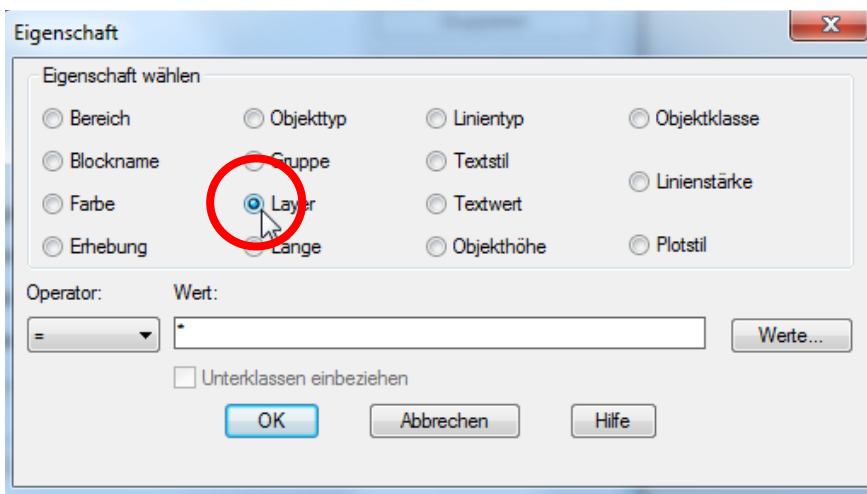 Eigenschaft
Eigenschaft wählen
Bereich Objekttyp Linientyp Objektklasse
Blockname Gruppe Textstil
Linienstärke
Farbe Layer Textwert
Erhebung Länge Objekthöhe Plotstil
Operator: Wert:
= * Werte...
Unterklassen einbeziehen
OK Abbrechen Hilfe